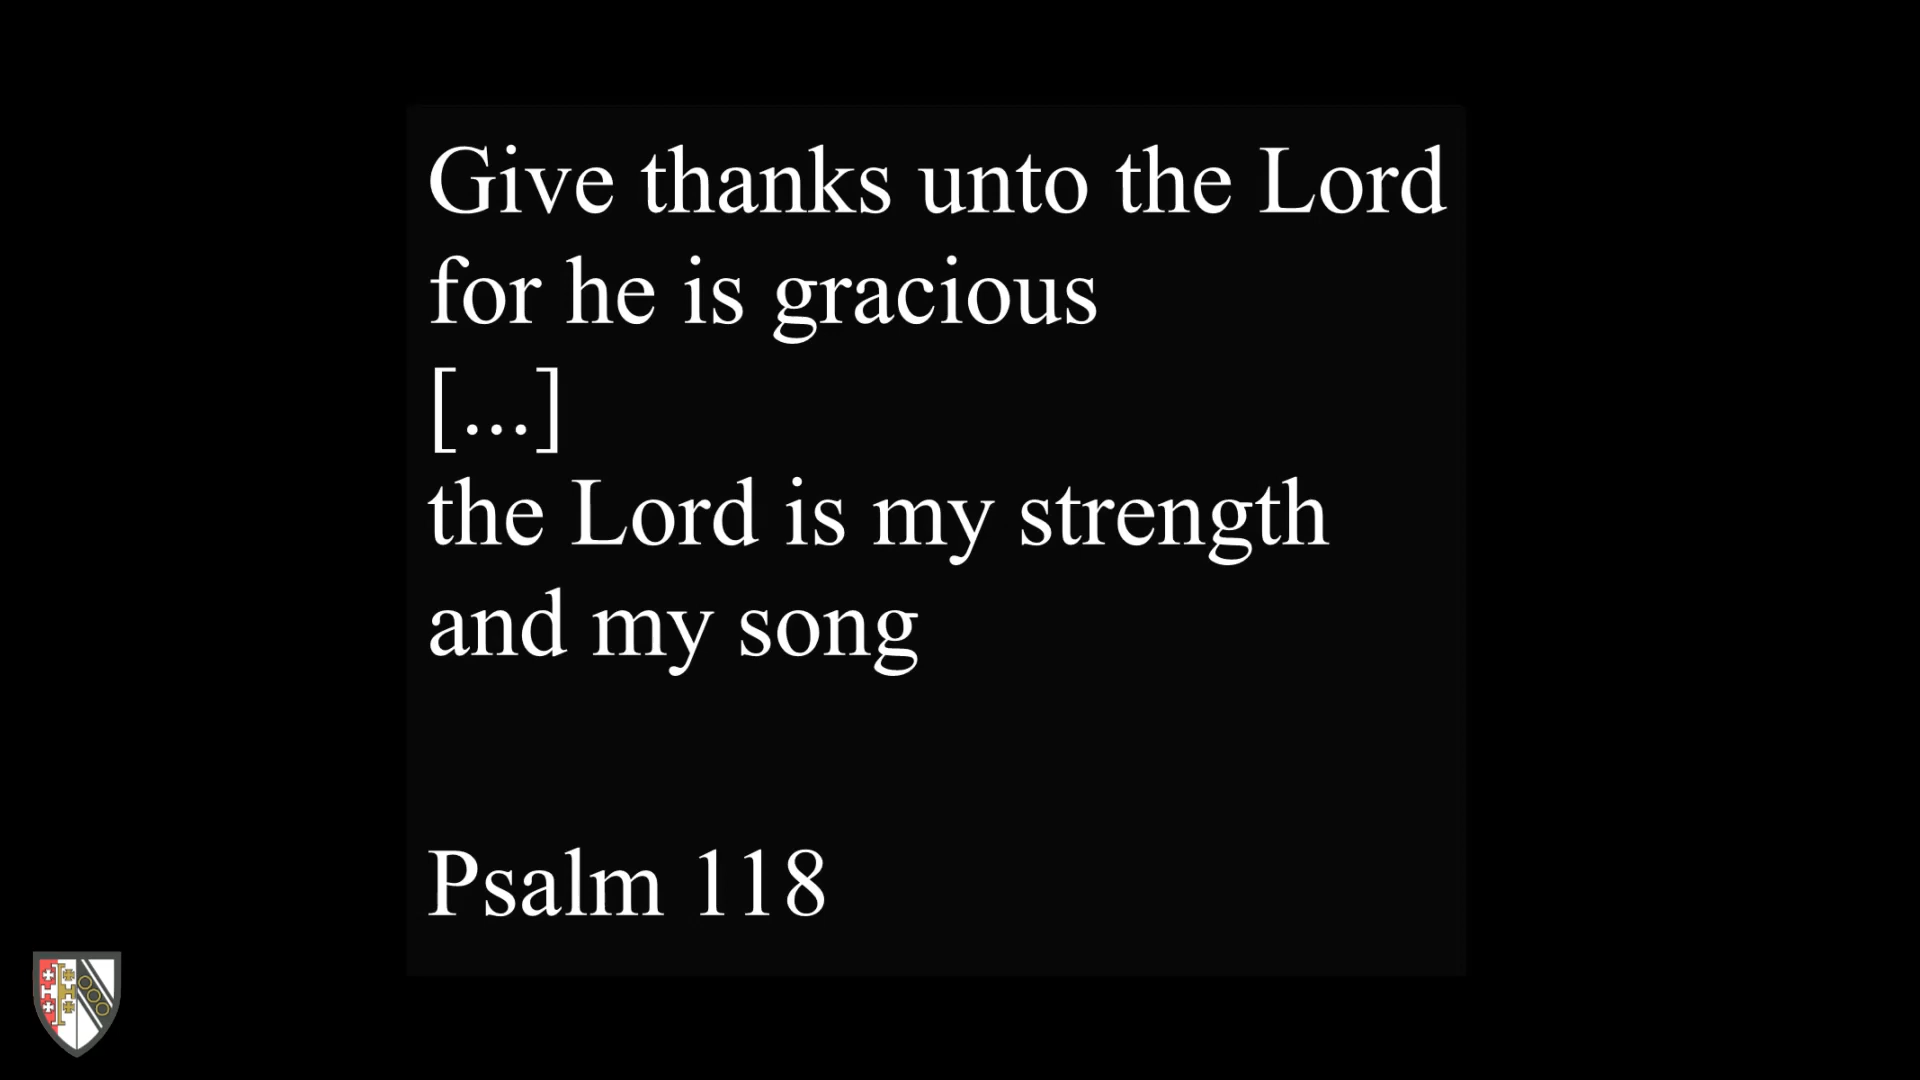 Give thanks unto the Lord
for he is gracious
[...]
the Lord is my strength
and my song
Psalm 118